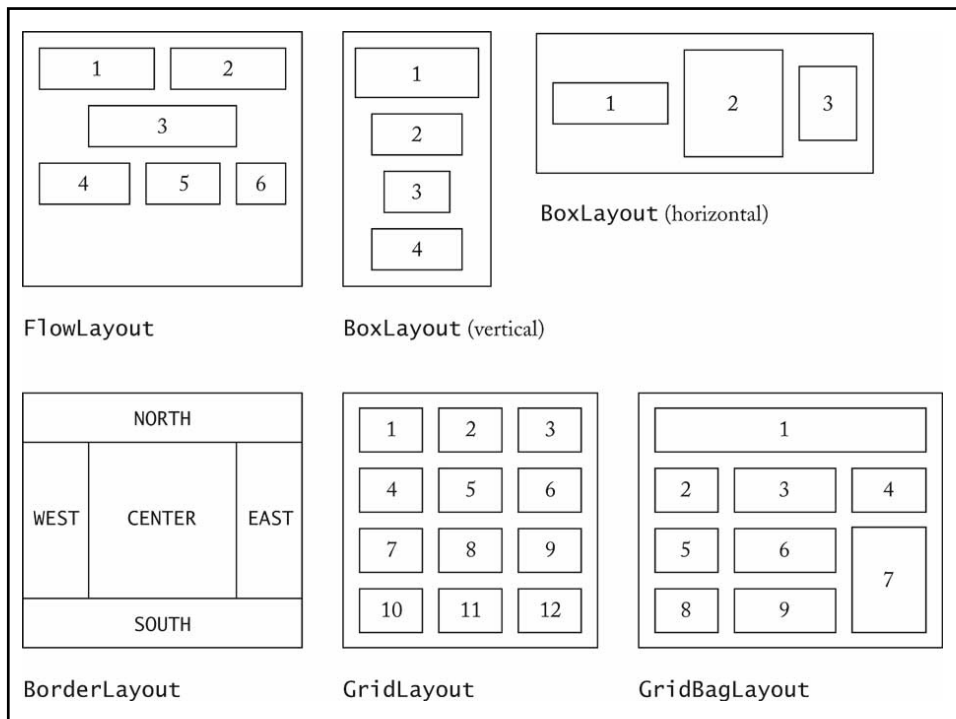 1 2
3
4 5 6
FlowLayout
1
2
3
4
BoxLayout (vertical)
1 2 3
BoxLayout (horizontal)
NORTH
WEST CENTER EAST
SOUTH
BorderLayout
1 2 3
4 5 6
7 8 9
10 11 12
GridLayout
1
2 3 4
5 6
7
8 9
GridBagLayout